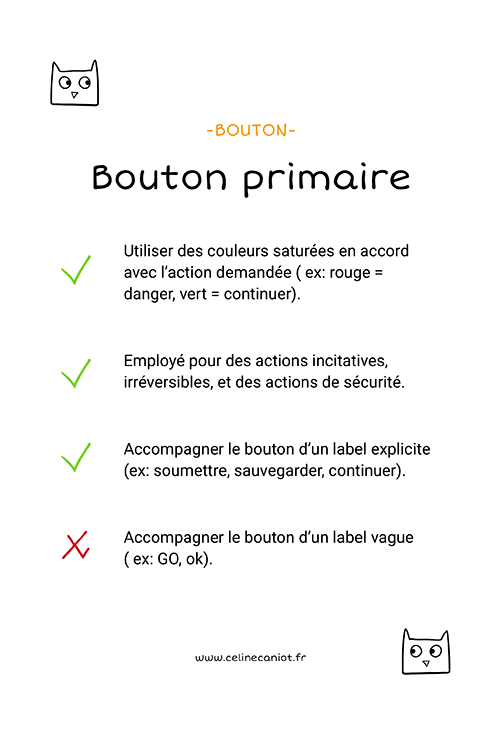 -BOUTON-
Bouton primaire
Utiliser des couleurs saturées en accord
avec l'action demandée ( ex: rouge =
danger, vert = continuer).
Employé pour des actions incitatives,
irréversibles, et des actions de sécurité.
Accompagner le bouton d'un label explicite
(ex: soumettre, sauvegarder, continuer).
Accompagner le bouton d'un label vague
( ex: GO, ok).
www.celinecaniot.fr